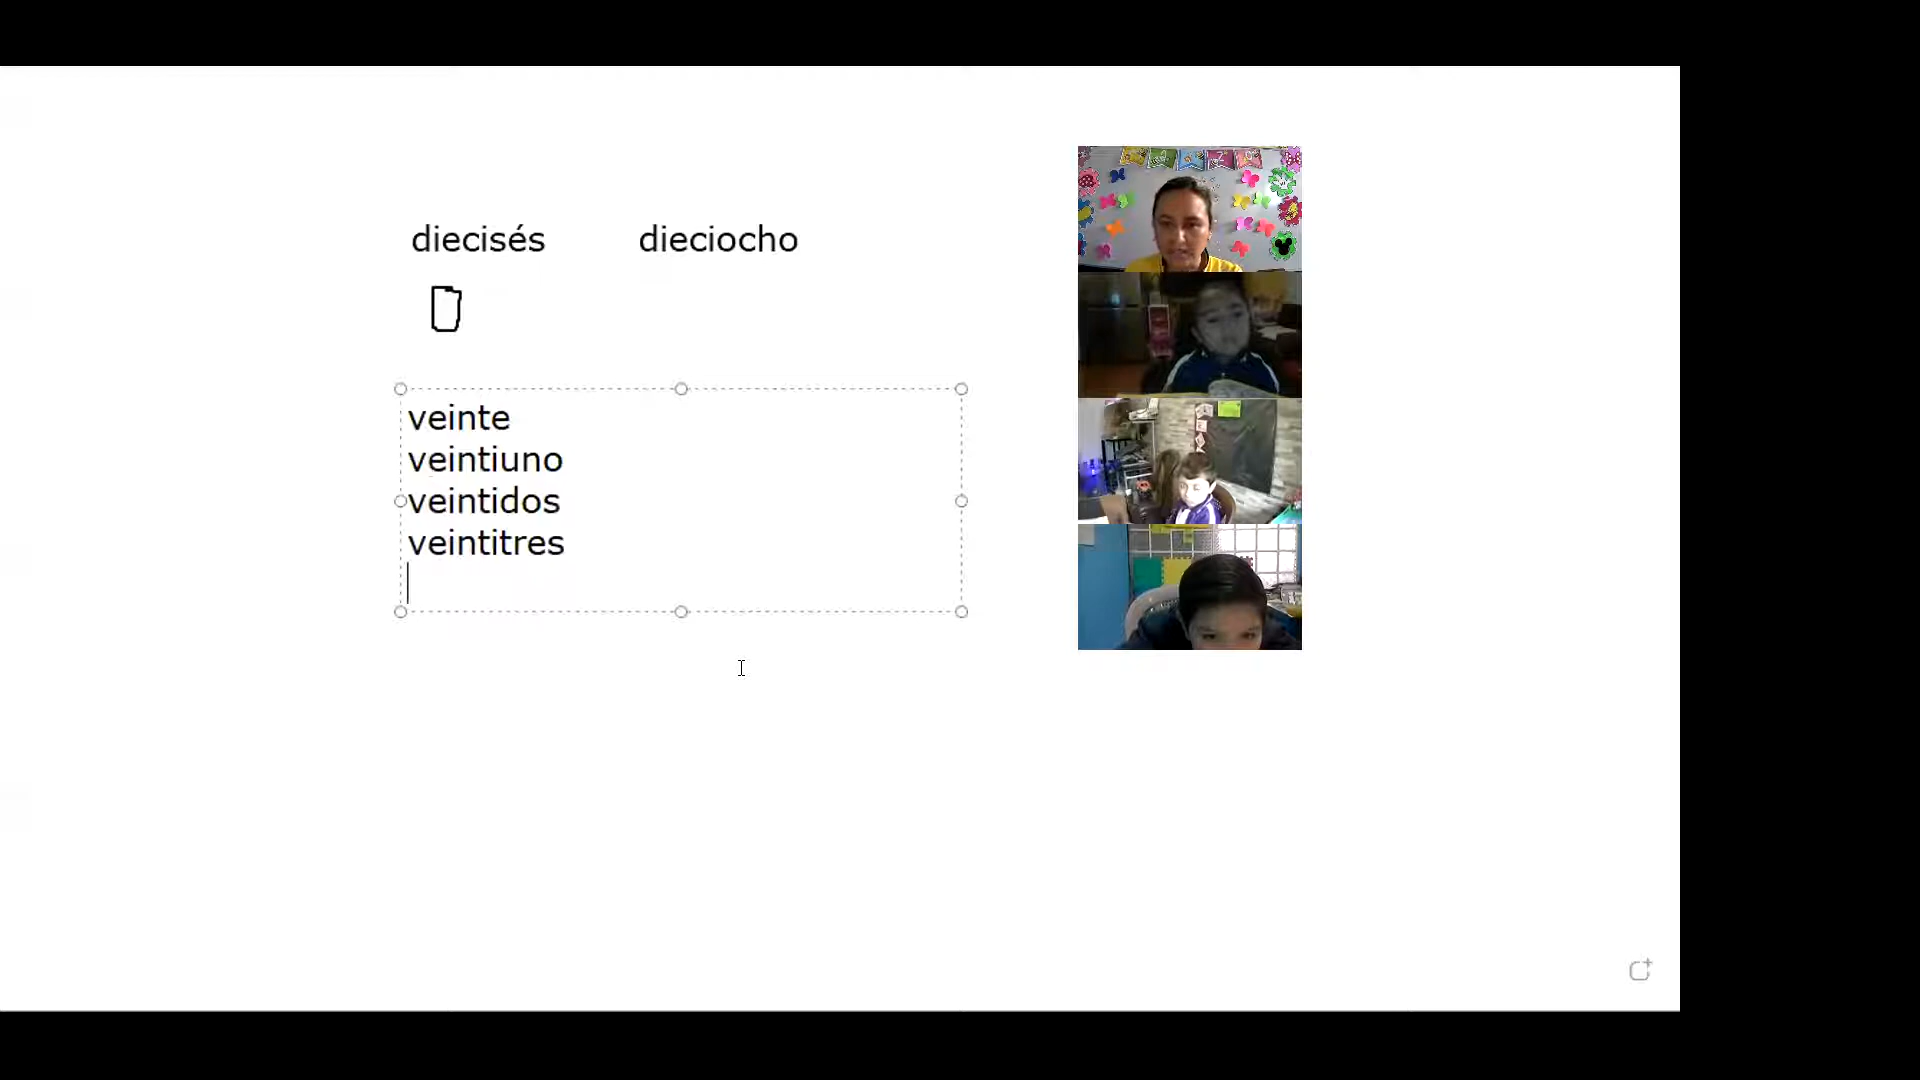 diecisés dieciocho
veinte
veintiuno
veintidos
veintitres